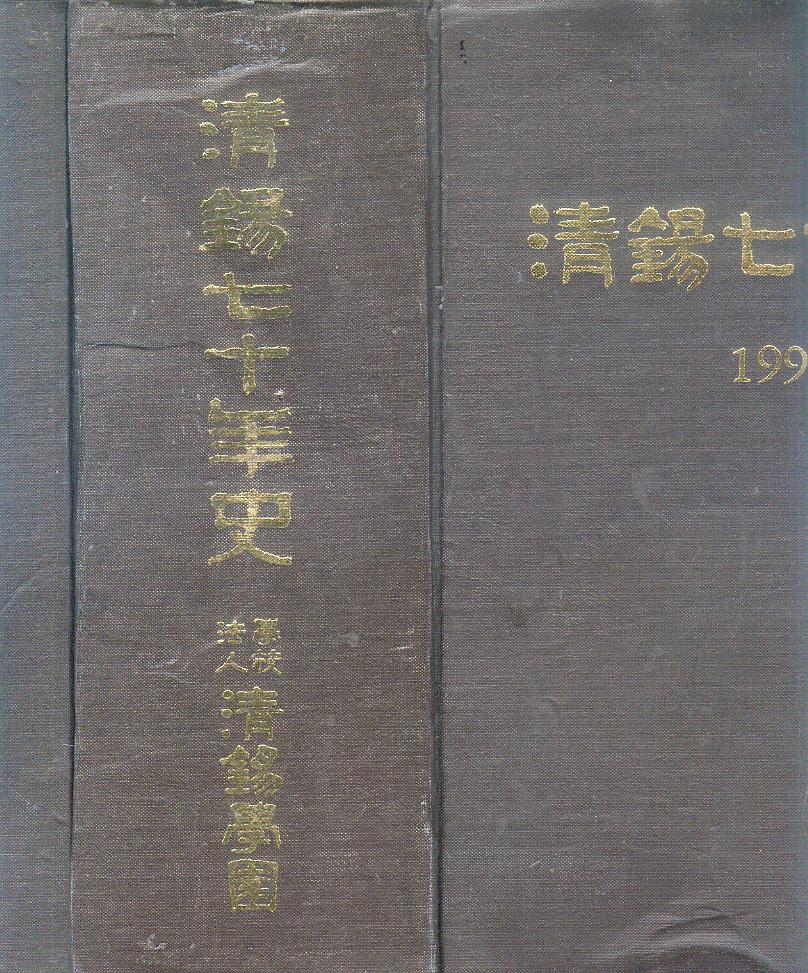 清錫七十年史
學校
法人
清錫學園
清錫七
199